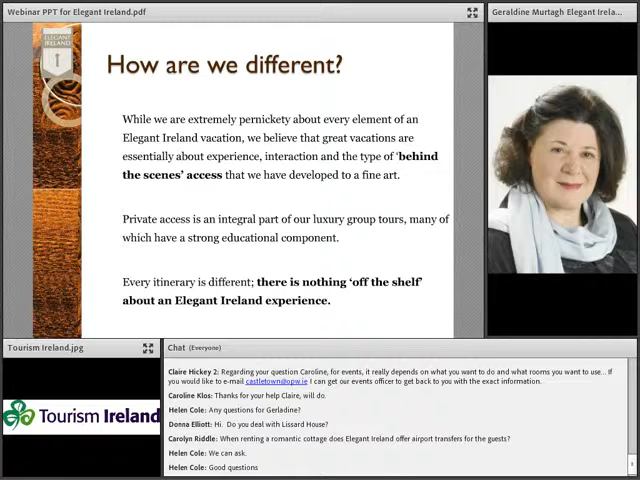 Webinar PPT for Elegant Ireland.pdf
Geraldine Murtagh Elegant Irela...
ELEGANT
IRELAND
How are we different?
While we are extremely pernickety about every element of an
Elegant Ireland vacation, we believe that great vacations are
essentially about experience, interaction and the type of ‘behind
the scenes’ access that we have developed to a fine art.
Private access is an integral part of our luxury group tours, many of
which have a strong educational component.
Every itinerary is different; there is nothing ‘off the shelf’
about an Elegant Ireland experience.
Tourism Ireland.jpg
Tourism Ireland
Chat (Everyone)
Claire Hickey 2: Regarding your question Caroline, for events, it really depends on what you want to do and what rooms you want to use... If
you would like to e-mail castletown@opw.ie I can get our events officer to get back to you with the exact information.
Caroline Klos: Thanks for your help Claire, will do.
Helen Cole: Any questions for Gerladine?
Donna Elliott: Hi. Do you deal with Lissard House?
Carolyn Riddle: When renting a romantic cottage does Elegant Ireland offer airport transfers for the guests?
Helen Cole: We can ask.
Helen Cole: Good questions